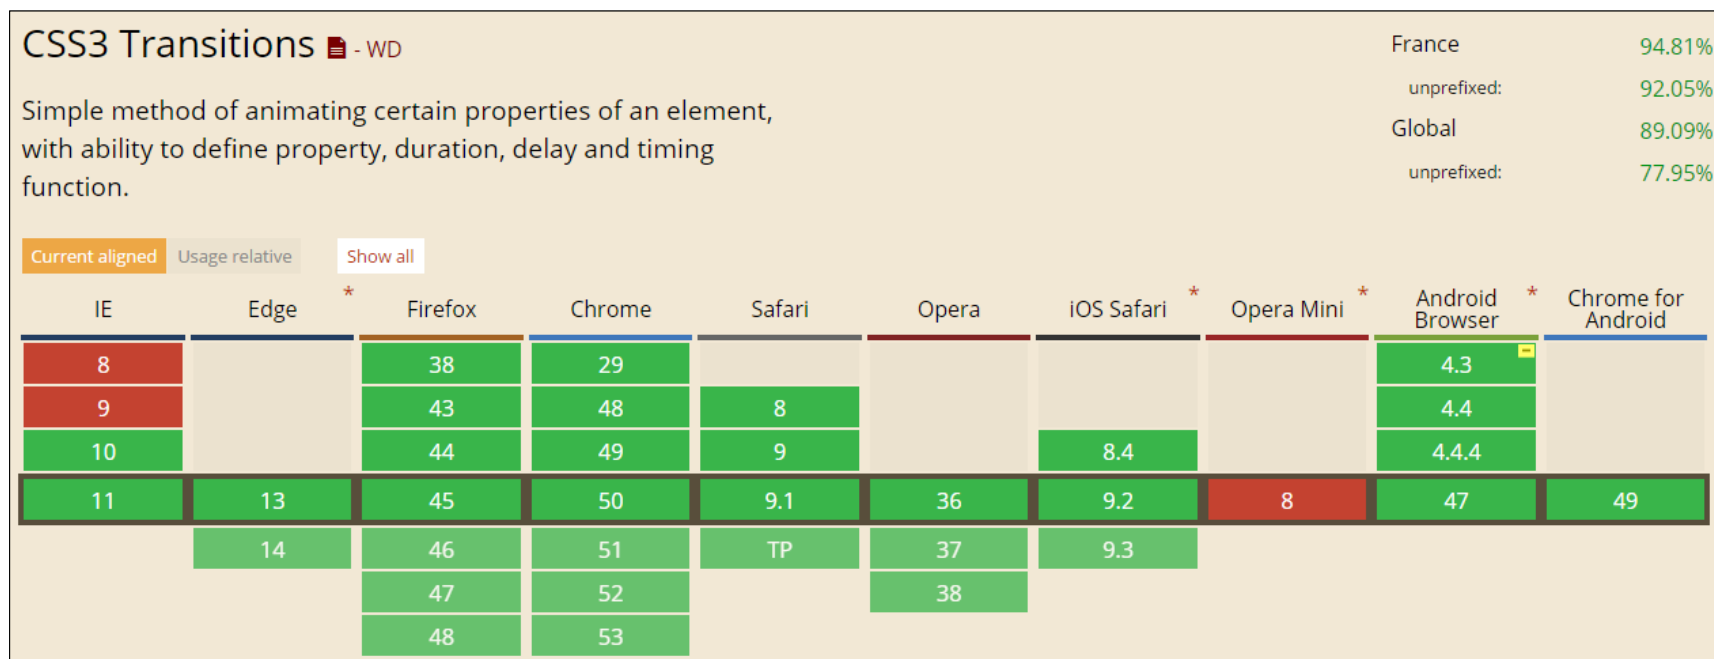 CSS3 Transitions - WD
Simple method of animating certain properties of an element,
with ability to define property, duration, delay and timing
function.
France 94.81%
unprefixed: 92.05%
Global 89.09%
unprefixed: 77.95%
Current aligned Usage relative Show all
IE Edge * Firefox Chrome Safari Opera iOS Safari * Opera Mini * Android Browser * Chrome for Android
8 38 29 4.3
9 43 48 8 4.4
10 44 49 9 8.4 4.4.4
11 13 45 50 9.1 36 9.2 8 47 49
14 46 51 TP 37 9.3
47 52 38
48 53